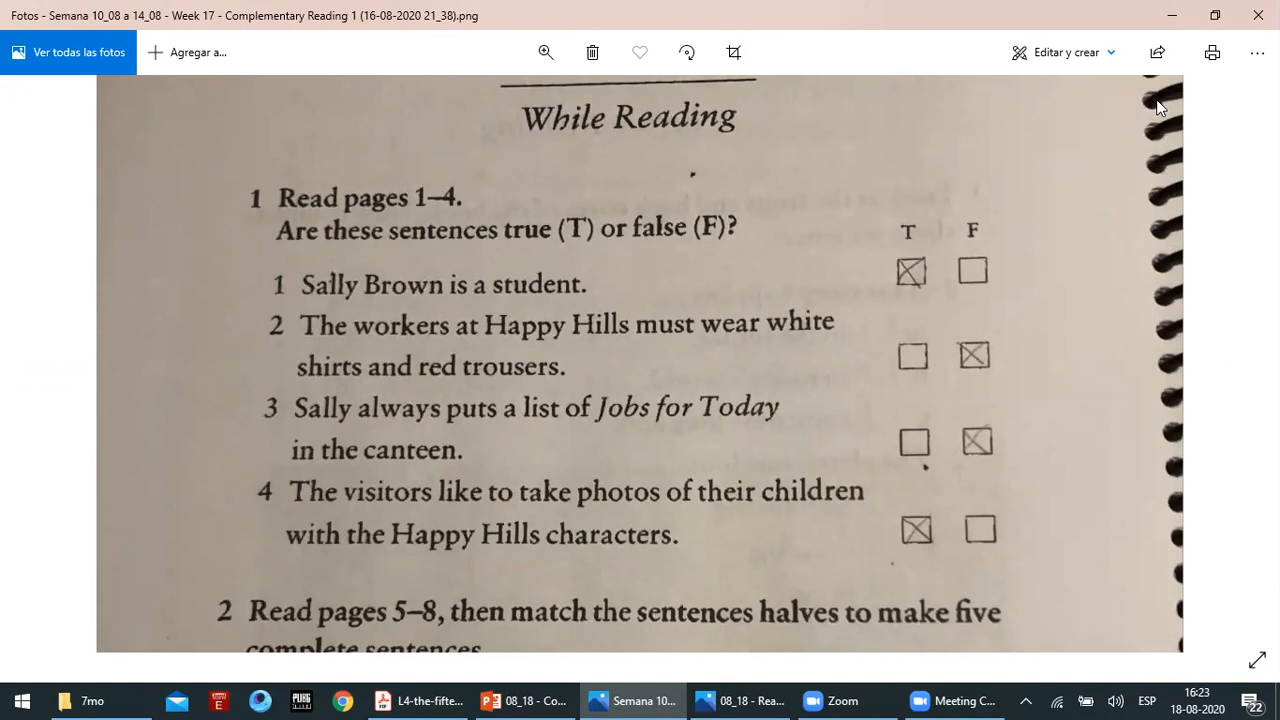 Fotos - Semana 10_08 a 14_08 - Week 17 - Complementary Reading 1 (16-08-2020 21_38).png
Ver todas las fotos
Agregar a...
Editar y crear
While Reading
1 Read pages 1–4.
Are these sentences true (T) or false (F)?
T F
1 Sally Brown is a student.
2 The workers at Happy Hills must wear white
shirts and red trousers.
3 Sally always puts a list of Jobs for Today
in the canteen.
4 The visitors like to take photos of their children
with the Happy Hills characters.
2 Read pages 5–8, then match the sentences halves to make five
complete sentences
7mo
PUBG
L4-the-fifte...
08_18 - Co...
Semana 10...
08_18 - Rea...
Zoom
Meeting C...
ESP
16:23
18-08-2020
22